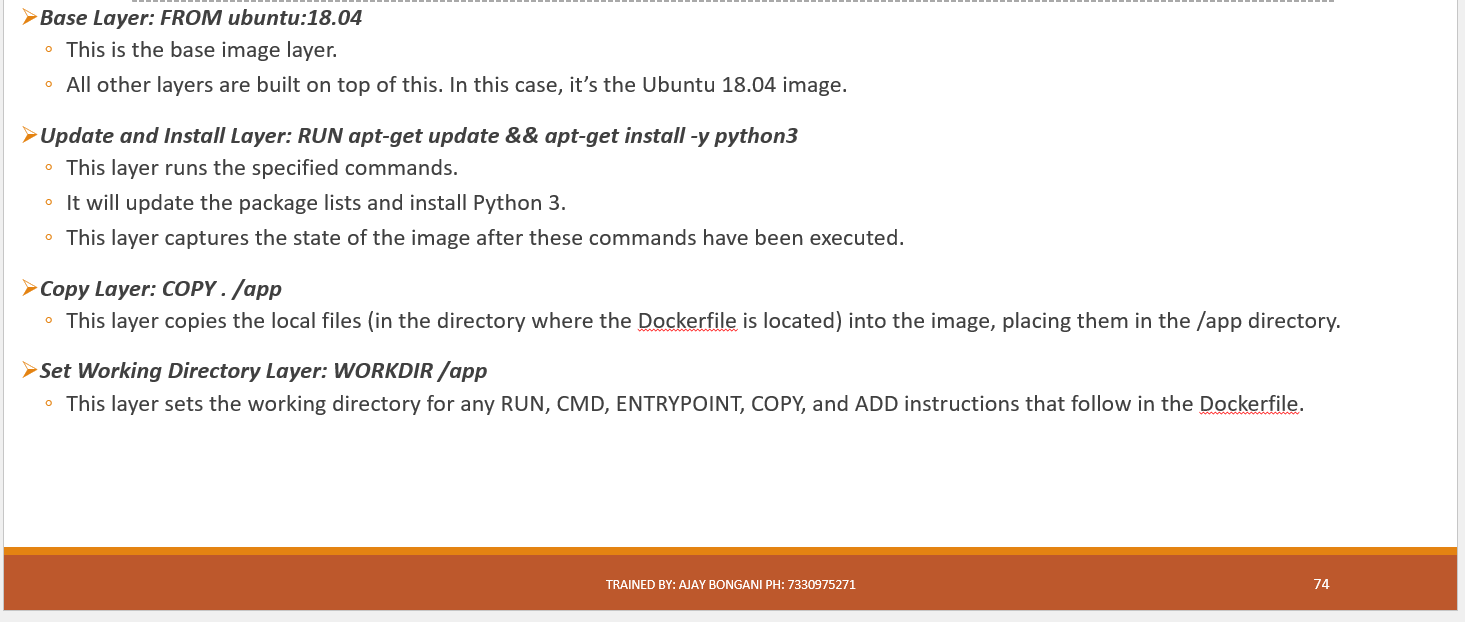 ➢Base Layer: FROM ubuntu:18.04
◦ This is the base image layer.
◦ All other layers are built on top of this. In this case, it’s the Ubuntu 18.04 image.
➢Update and Install Layer: RUN apt-get update && apt-get install -y python3
◦ This layer runs the specified commands.
◦ It will update the package lists and install Python 3.
◦ This layer captures the state of the image after these commands have been executed.
➢Copy Layer: COPY . /app
◦ This layer copies the local files (in the directory where the Dockerfile is located) into the image, placing them in the /app directory.
➢Set Working Directory Layer: WORKDIR /app
◦ This layer sets the working directory for any RUN, CMD, ENTRYPOINT, COPY, and ADD instructions that follow in the Dockerfile.
TRAINED BY: AJAY BONGANI PH: 7330975271
74